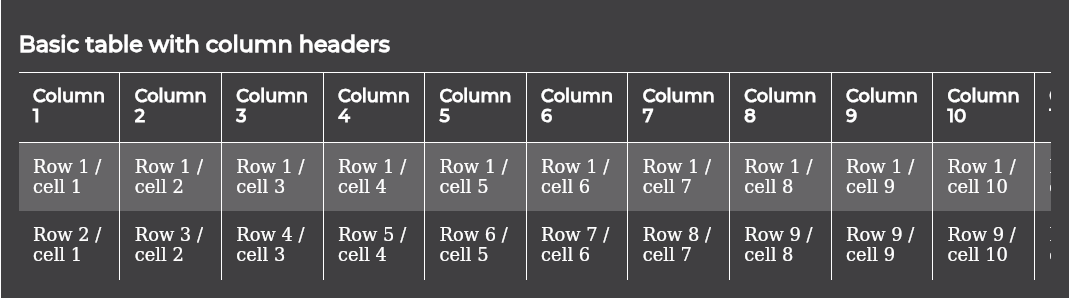 Basic table with column headers
Column Column Column Column Column Column Column Column Column Column
1 2 3 4 5 6 7 8 9 10
Row 1 / Row 1 / Row 1 / Row 1 / Row 1 / Row 1 / Row 1 / Row 1 / Row 1 / Row 1 /
cell 1 cell 2 cell 3 cell 4 cell 5 cell 6 cell 7 cell 8 cell 9 cell 10
Row 2 / Row 3 / Row 4 / Row 5 / Row 6 / Row 7 / Row 8 / Row 9 / Row 9 / Row 9 /
cell 1 cell 2 cell 3 cell 4 cell 5 cell 6 cell 7 cell 8 cell 9 cell 10